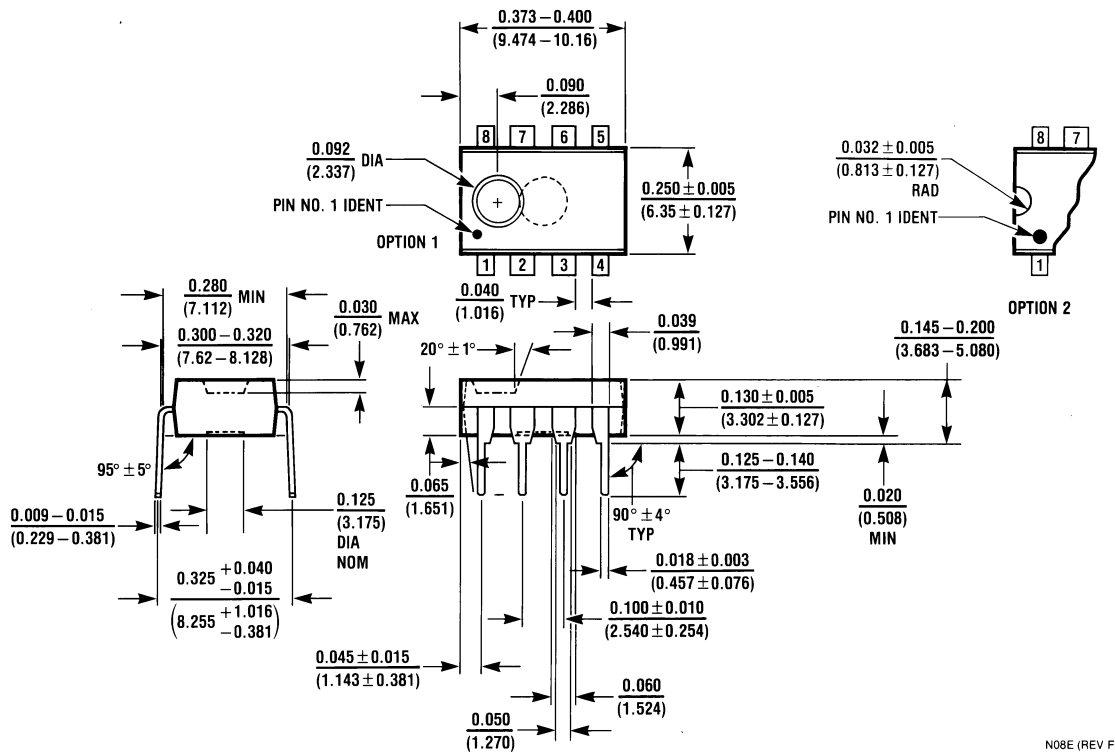 0.373 – 0.400
(9.474 – 10.16)
0.090
(2.286)
8 7 6 5
0.092 DIA
(2.337)
PIN NO. 1 IDENT
OPTION 1
+
1 2 3 4
0.250 ± 0.005
(6.35 ± 0.127)
8 7
0.032 ± 0.005
(0.813 ± 0.127)
RAD
PIN NO. 1 IDENT
1
OPTION 2
0.280 MIN
(7.112)
0.300 – 0.320
(7.62 – 8.128)
0.030 MAX
(0.762)
0.040 TYP
(1.016)
0.039
(0.991)
20° ± 1°
0.145 – 0.200
(3.683 – 5.080)
0.130 ± 0.005
(3.302 ± 0.127)
0.125 – 0.140
(3.175 – 3.556)
0.020
(0.508)
MIN
95° ± 5°
0.009 – 0.015
(0.229 – 0.381)
0.125
(3.175)
DIA
NOM
0.065
(1.651)
90° ± 4°
TYP
0.325 +0.040
–0.015
(8.255 +1.016
–0.381)
0.018 ± 0.003
(0.457 ± 0.076)
0.100 ± 0.010
(2.540 ± 0.254)
0.045 ± 0.015
(1.143 ± 0.381)
0.060
(1.524)
0.050
(1.270)
N08E (REV F